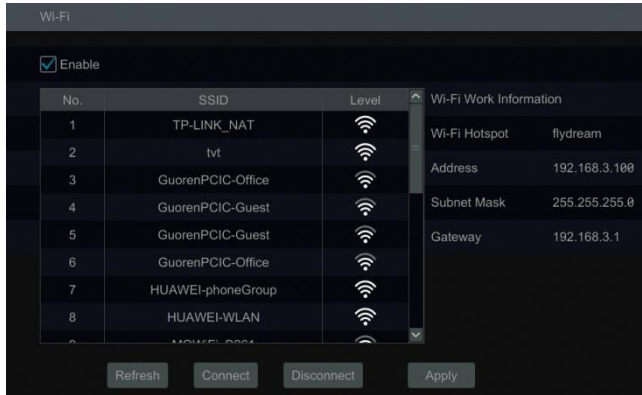 Wi-Fi
Enable
No. SSID Level
1 TP-LINK_NAT
2 tvt
3 GuorenPCIC-Office
4 GuorenPCIC-Guest
5 GuorenPCIC-Guest
6 GuorenPCIC-Office
7 HUAWEI-phoneGroup
8 HUAWEI-WLAN
Wi-Fi Work Information
Wi-Fi Hotspot flydream
Address 192.168.3.100
Subnet Mask 255.255.255.0
Gateway 192.168.3.1
Refresh Connect Disconnect Apply